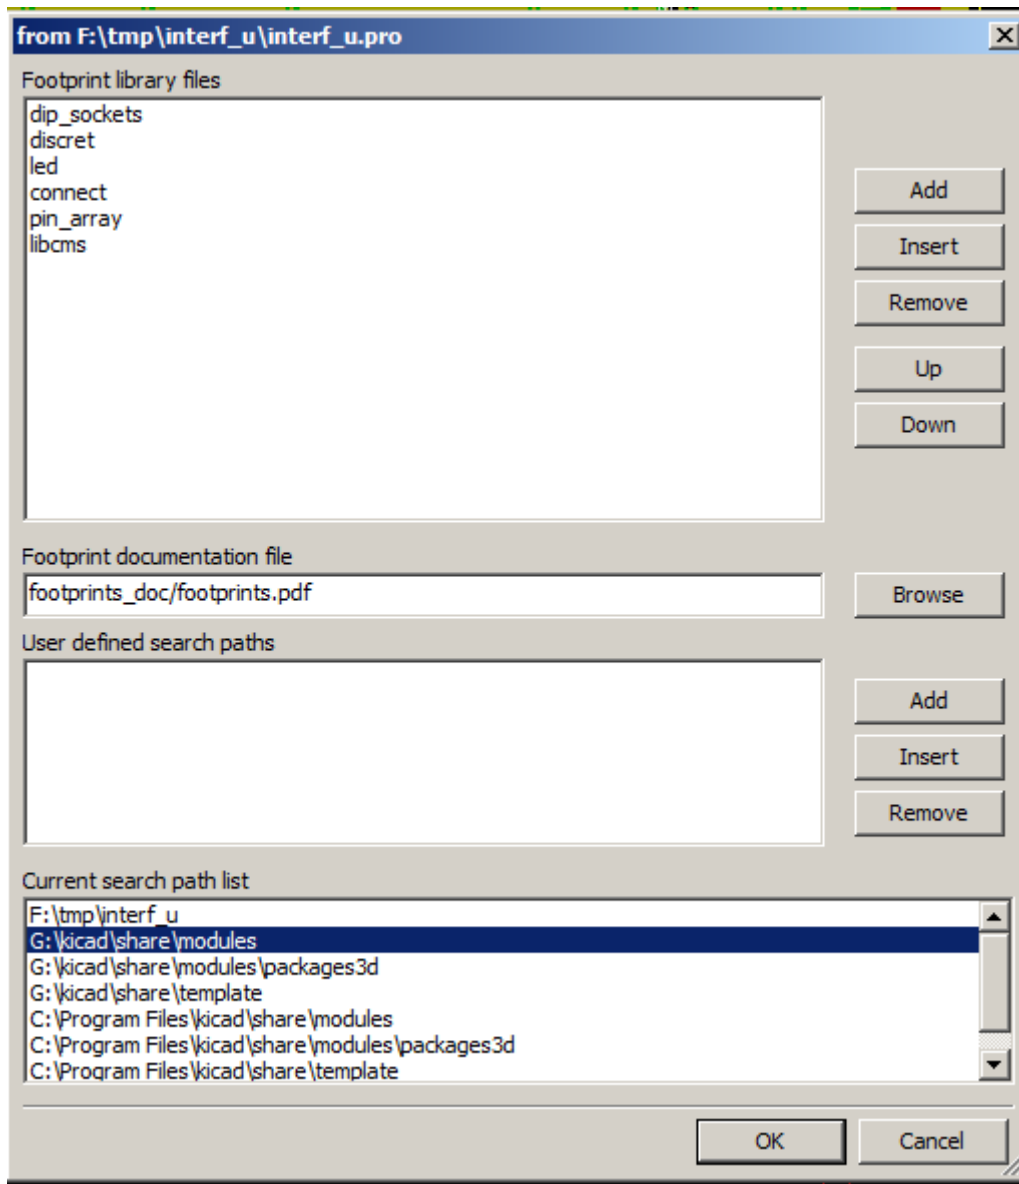 from F:\tmp\interf_u\interf_u.pro
Footprint library files
dip_sockets
discret
led
connect
pin_array
libcms
Add
Insert
Remove
Up
Down
Footprint documentation file
footprints_doc/footprints.pdf
Browse
User defined search paths
Add
Insert
Remove
Current search path list
F:\tmp\interf_u
G:\kicad\share\modules
G:\kicad\share\modules\packages3d
G:\kicad\share\template
C:\Program Files\kicad\share\modules
C:\Program Files\kicad\share\modules\packages3d
C:\Program Files\kicad\share\template
OK
Cancel